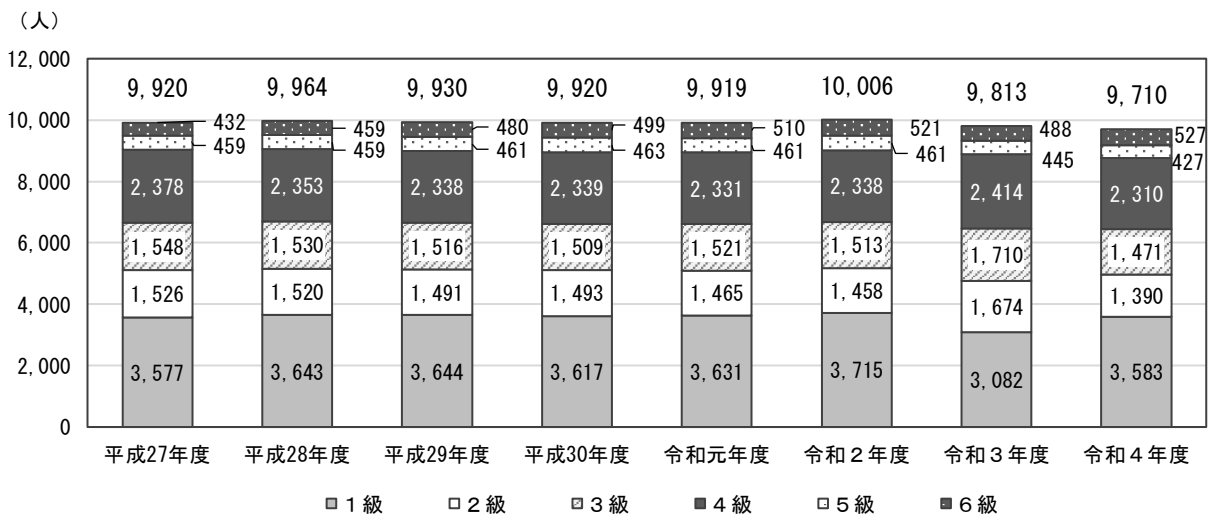 （人）
12,000
10,000
8,000
6,000
4,000
2,000
0
9,920 9,964 9,930 9,920 9,919 10,006 9,813 9,710
432 459 480 499 510 521 488 527
459 459 461 463 461 461 445 427
2,378 2,353 2,338 2,339 2,331 2,338 2,414 2,310
1,548 1,530 1,516 1,509 1,521 1,513 1,710 1,471
1,526 1,520 1,491 1,493 1,465 1,458 1,674 1,390
3,577 3,643 3,644 3,617 3,631 3,715 3,082 3,583
平成27年度 平成28年度 平成29年度 平成30年度 令和元年度 令和２年度 令和３年度 令和４年度
１級 ２級 ３級 ４級 ５級 ６級